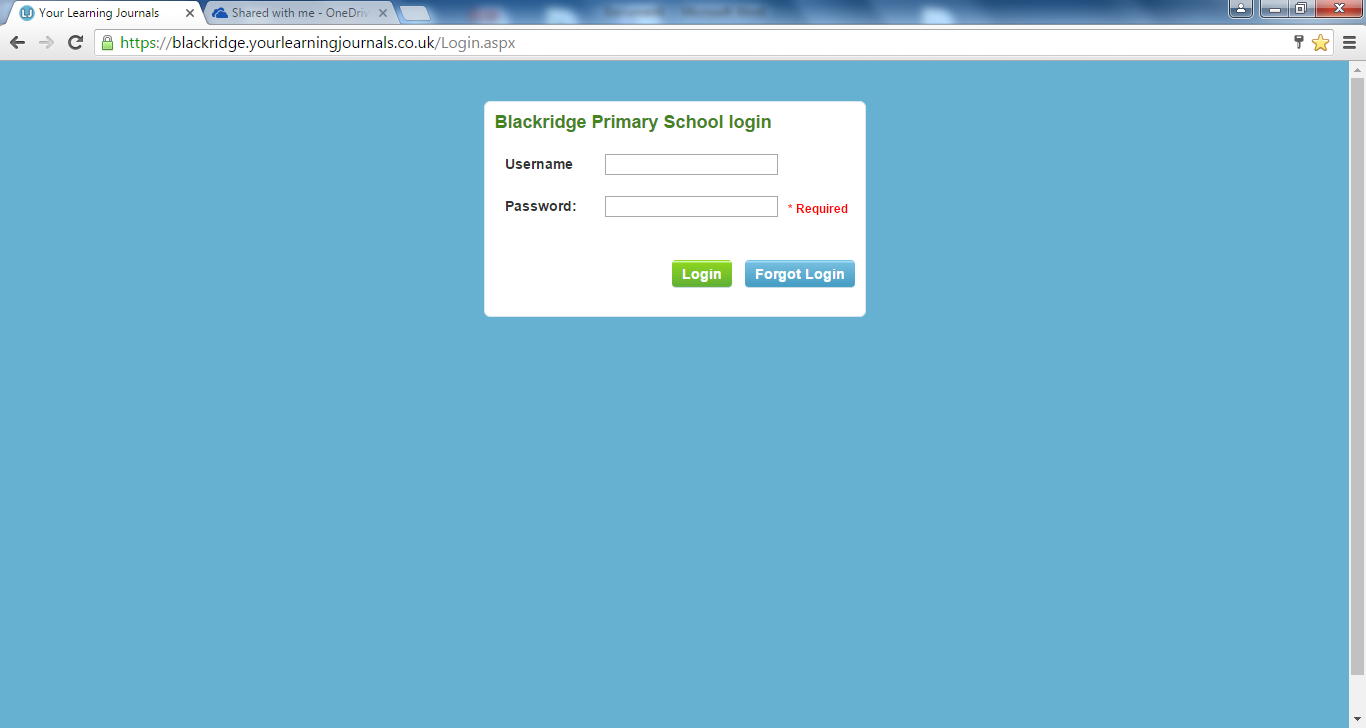 Your Learning Journals
Shared with me - OneDriv
https://blackridge.yourlearningjournals.co.uk/Login.aspx
Blackridge Primary School login
Username
Password:
* Required
Login
Forgot Login